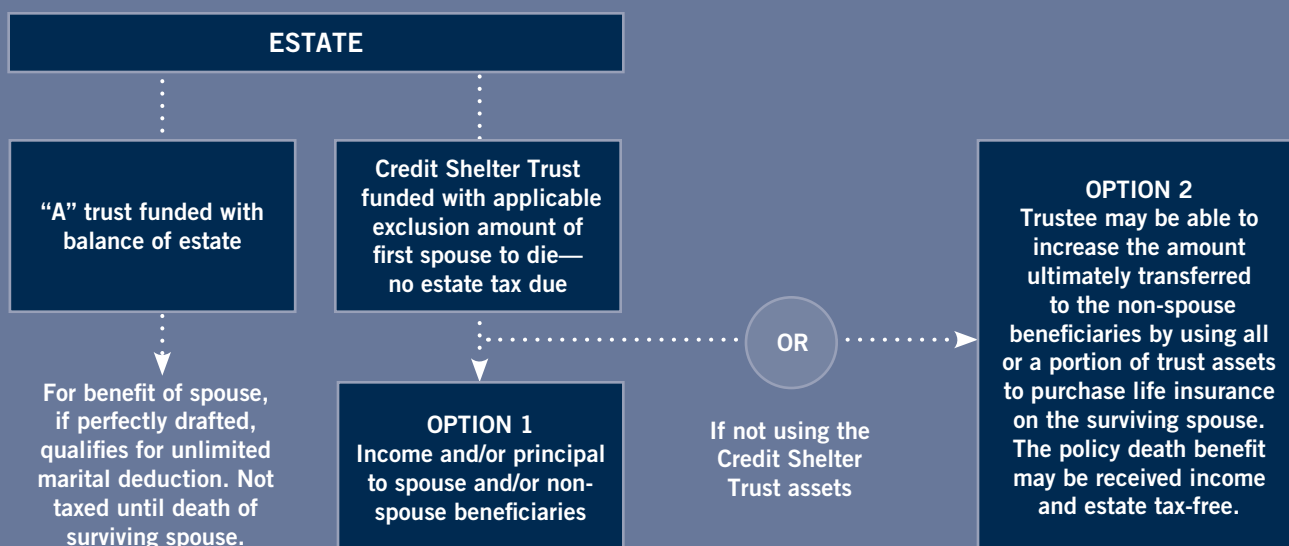 ESTATE
“A” trust funded with
balance of estate
For benefit of spouse,
if perfectly drafted,
qualifies for unlimited
marital deduction. Not
taxed until death of
surviving spouse.
Credit Shelter Trust
funded with applicable
exclusion amount of
first spouse to die—
no estate tax due
OPTION 1
Income and/or principal
to spouse and/or non-
spouse beneficiaries
OR
If not using the
Credit Shelter
Trust assets
OPTION 2
Trustee may be able to
increase the amount
ultimately transferred
to the non-spouse
beneficiaries by using all
or a portion of trust assets
to purchase life insurance
on the surviving spouse.
The policy death benefit
may be received income
and estate tax-free.